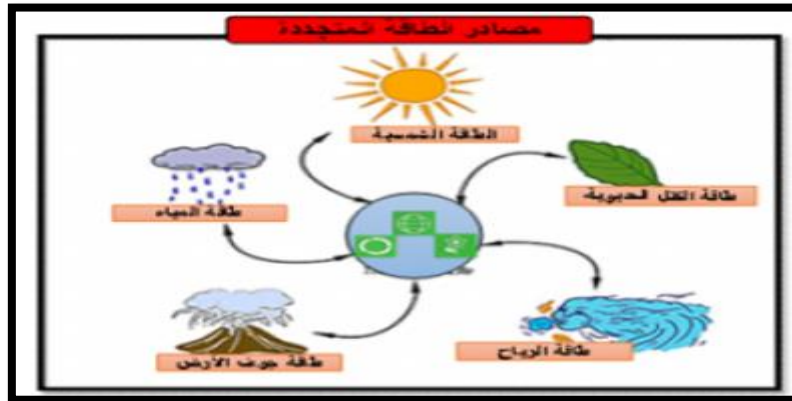 مصادر الطاقة المتجددة
الطاقة الشمسية
طاقة الكتل الحيوية
طاقة المياه
طاقة الرياح
طاقة جوف الأرض